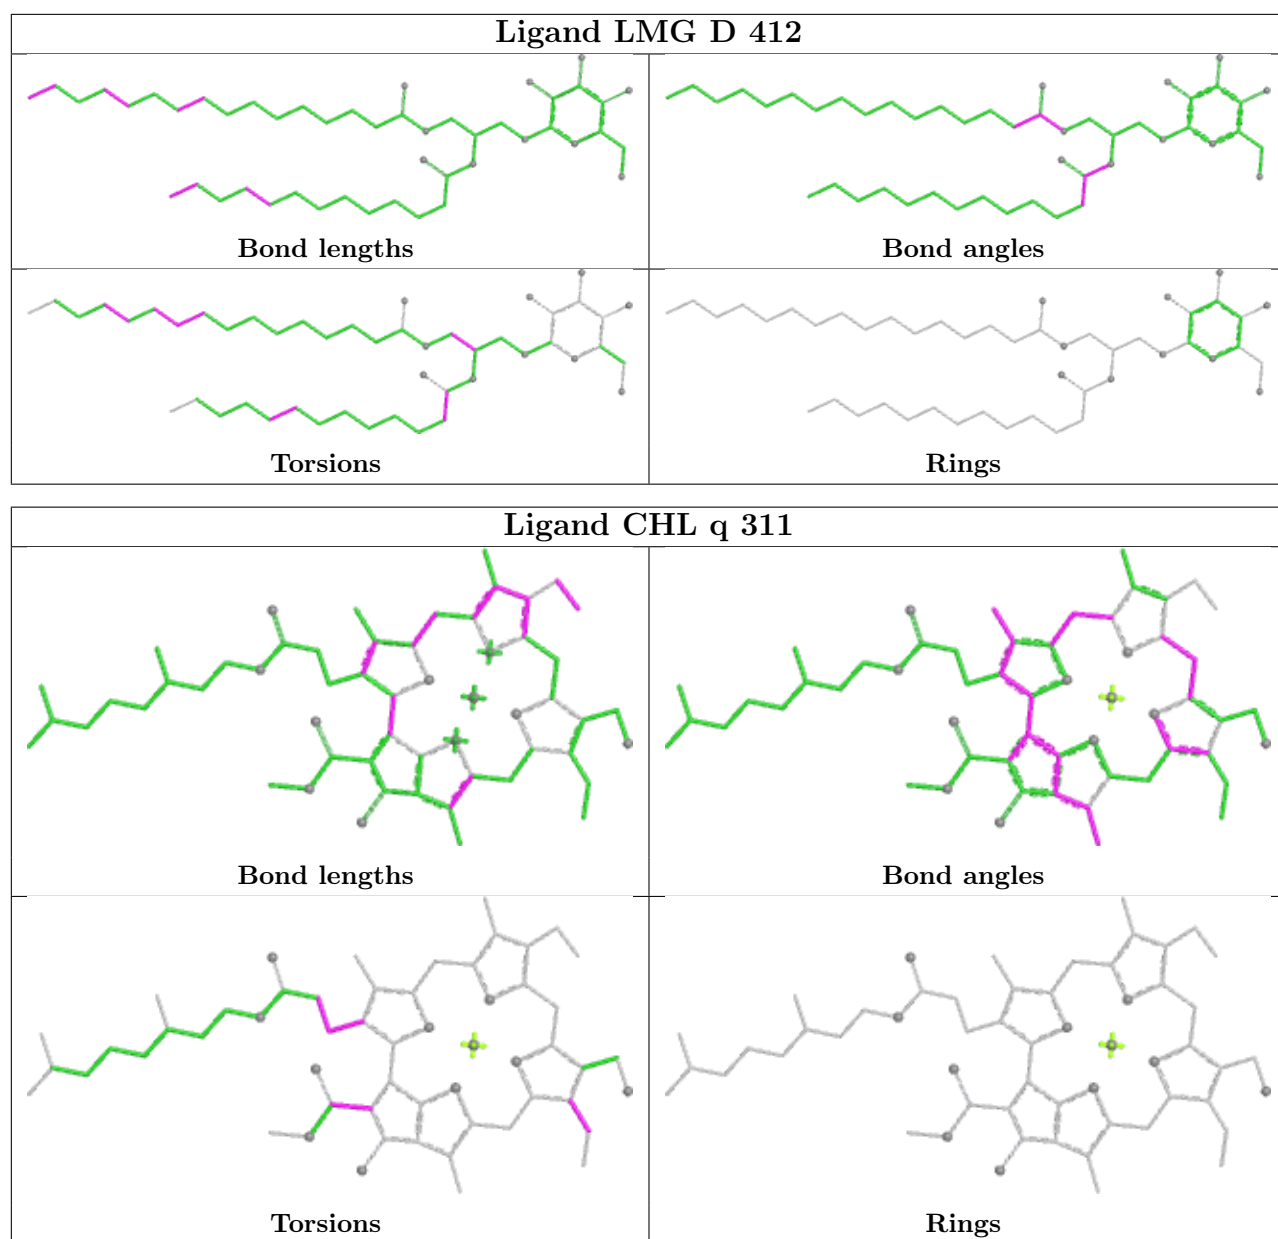 Ligand LMG D 412
Bond lengths
Bond angles
Torsions
Rings
Ligand CHL q 311
Bond lengths
Bond angles
Torsions
Rings